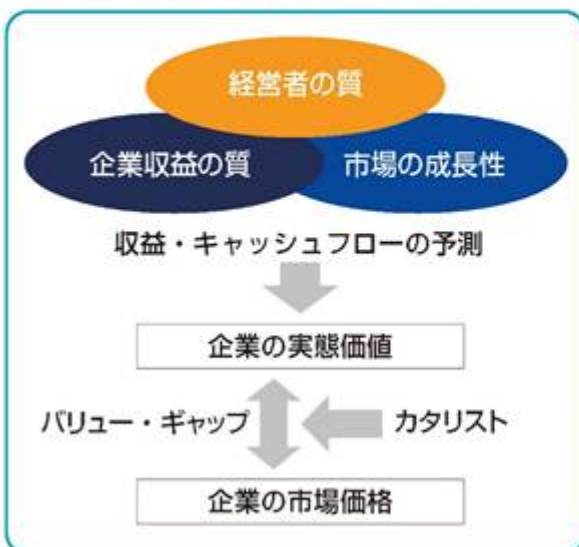 経営者の質
企業収益の質
市場の成長性
収益・キャッシュフローの予測
企業の実態価値
バリュー・ギャップ
カタリスト
企業の市場価格